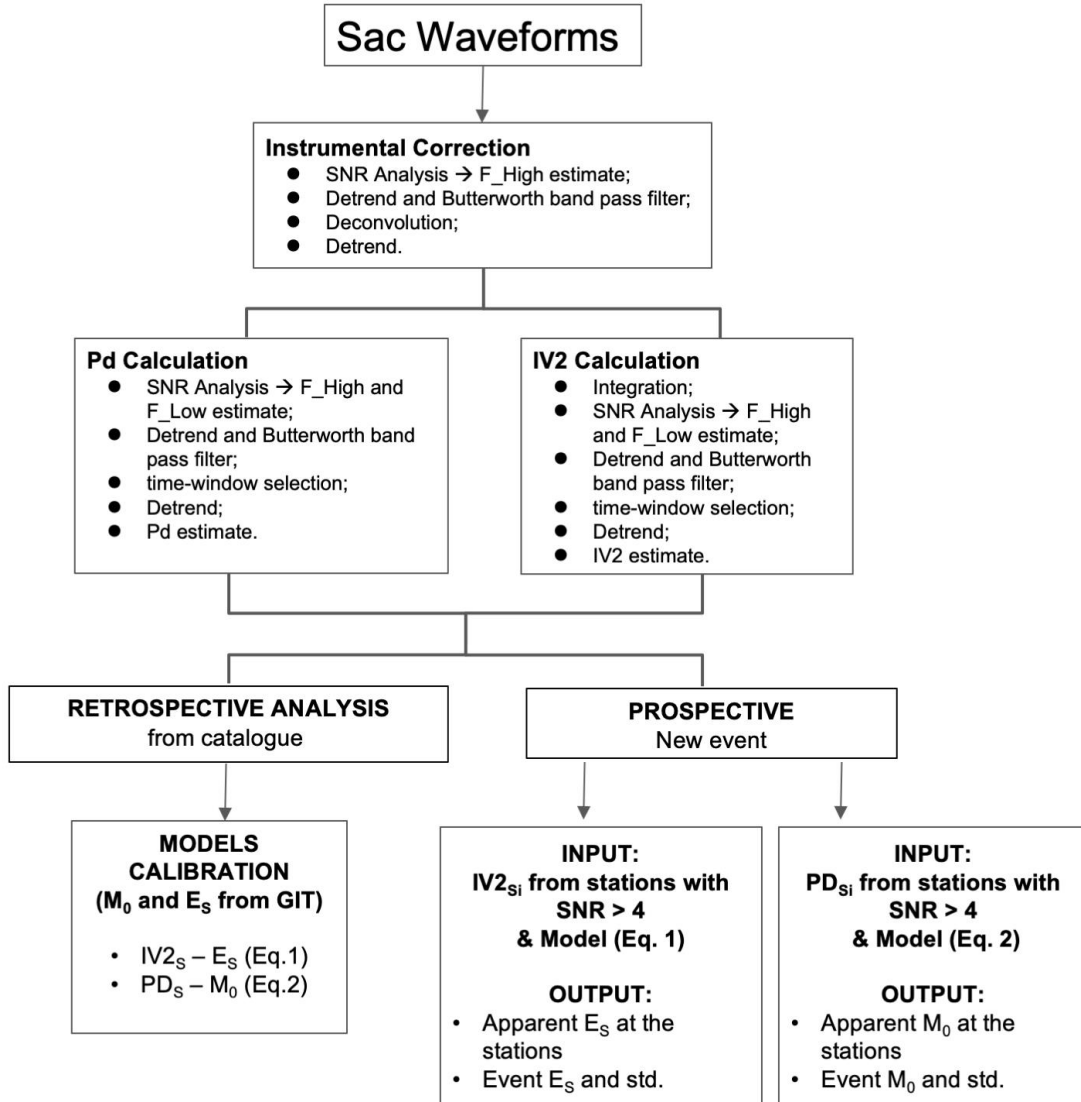 Sac Waveforms
Instrumental Correction
● SNR Analysis → F_High estimate;
● Detrend and Butterworth band pass filter;
● Deconvolution;
● Detrend.
Pd Calculation
● SNR Analysis → F_High and
F_Low estimate;
● Detrend and Butterworth band
pass filter;
● time-window selection;
● Detrend;
● Pd estimate.
IV2 Calculation
● Integration;
● SNR Analysis → F_High
and F_Low estimate;
● Detrend and Butterworth
band pass filter;
● time-window selection;
● Detrend;
● IV2 estimate.
RETROSPECTIVE ANALYSIS
from catalogue
PROSPECTIVE
New event
MODELS
CALIBRATION
(M₀ and Eₛ from GIT)
• IV2ₛ – Eₛ (Eq.1)
• PDₛ – M₀ (Eq.2)
INPUT:
IV2Si from stations with
SNR > 4
& Model (Eq. 1)
OUTPUT:
• Apparent Eₛ at the
stations
• Event Eₛ and std.
INPUT:
PDSi from stations with
SNR > 4
& Model (Eq. 2)
OUTPUT:
• Apparent M₀ at the
stations
• Event M₀ and std.